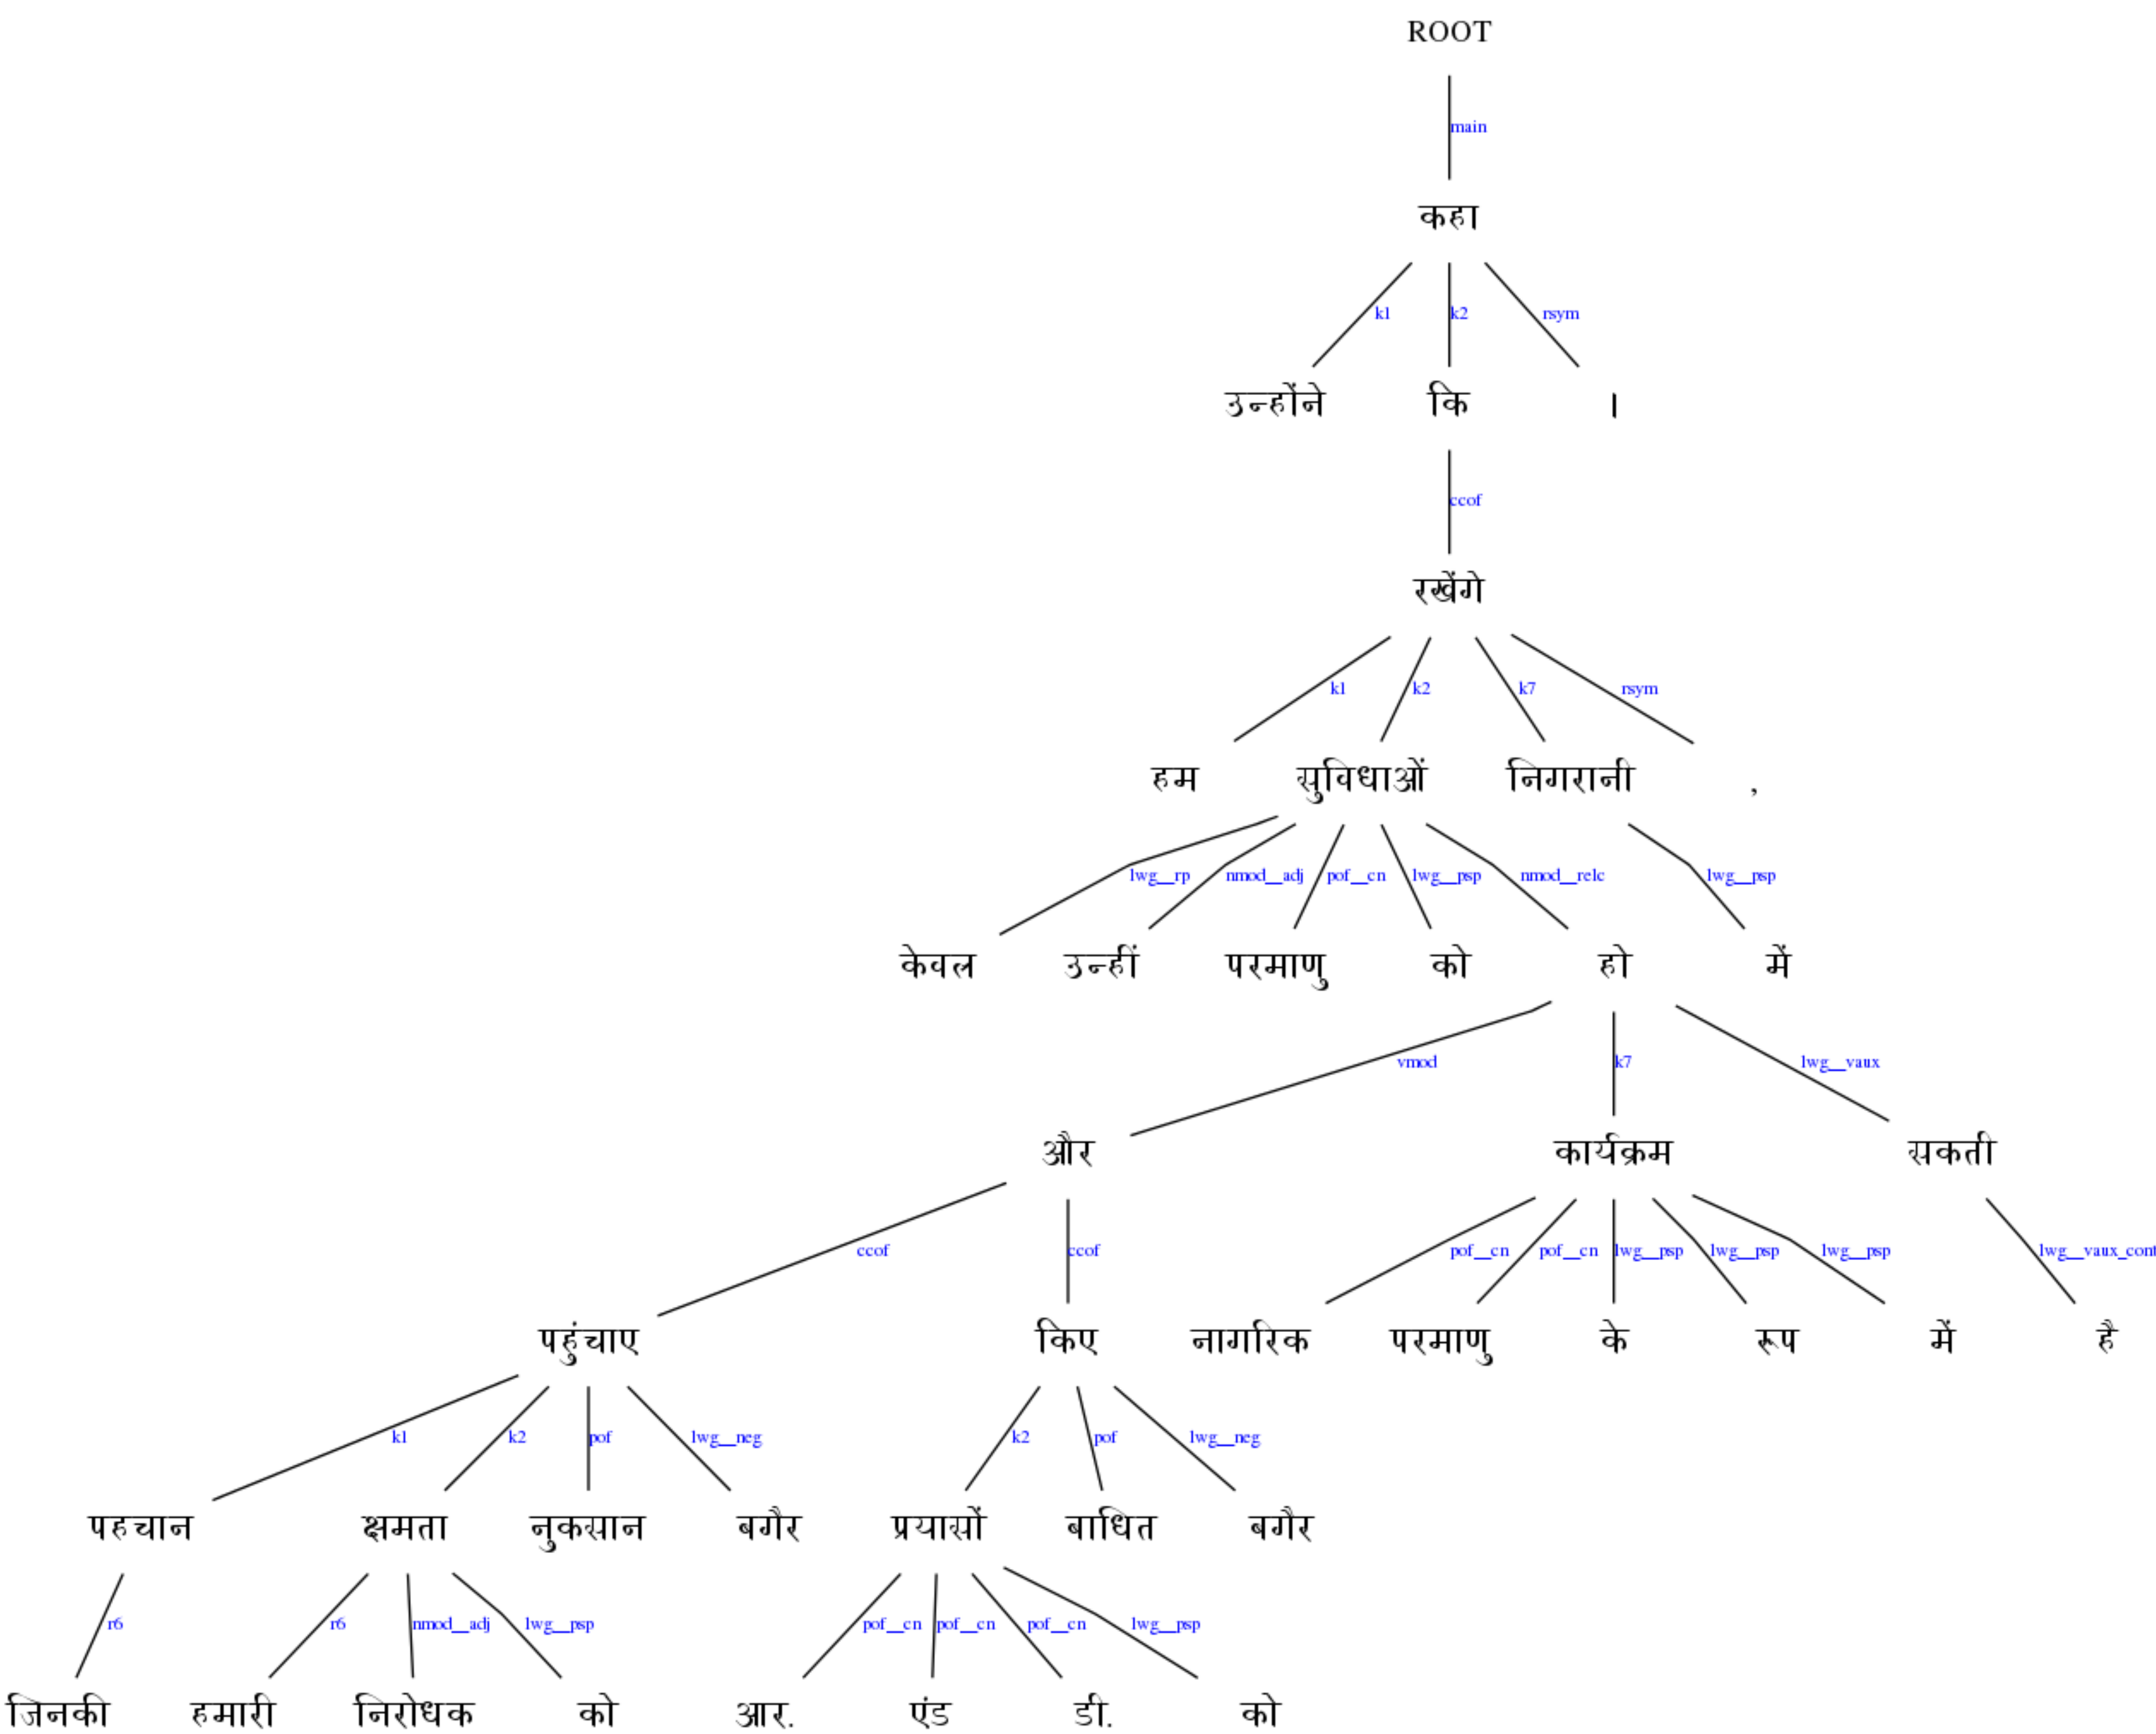 ROOT
main
कहा
k1 k2 rsym
उन्होंने कि ।
ccof
रखेंगे
k1 k2 k7 rsym
हम सुविधाओं निगरानी ,
lwg__rp nmod__adj pof__cn lwg__psp nmod__relc lwg__psp
केवल उन्हीं परमाणु को हो में
vmod k7 lwg__vaux
और कार्यक्रम सकती
ccof ccof pof__cn pof__cn lwg__psp lwg__psp lwg__psp lwg__vaux_cont
पहुंचाए किए नागरिक परमाणु के रूप में है
k1 k2 pof lwg__neg k2 pof lwg__neg
पहचान क्षमता नुकसान बगैर प्रयासों बाधित बगैर
r6 r6 nmod__adj lwg__psp pof__cn pof__cn pof__cn lwg__psp
जिनकी हमारी निरोधक को आर. एंड डी. को